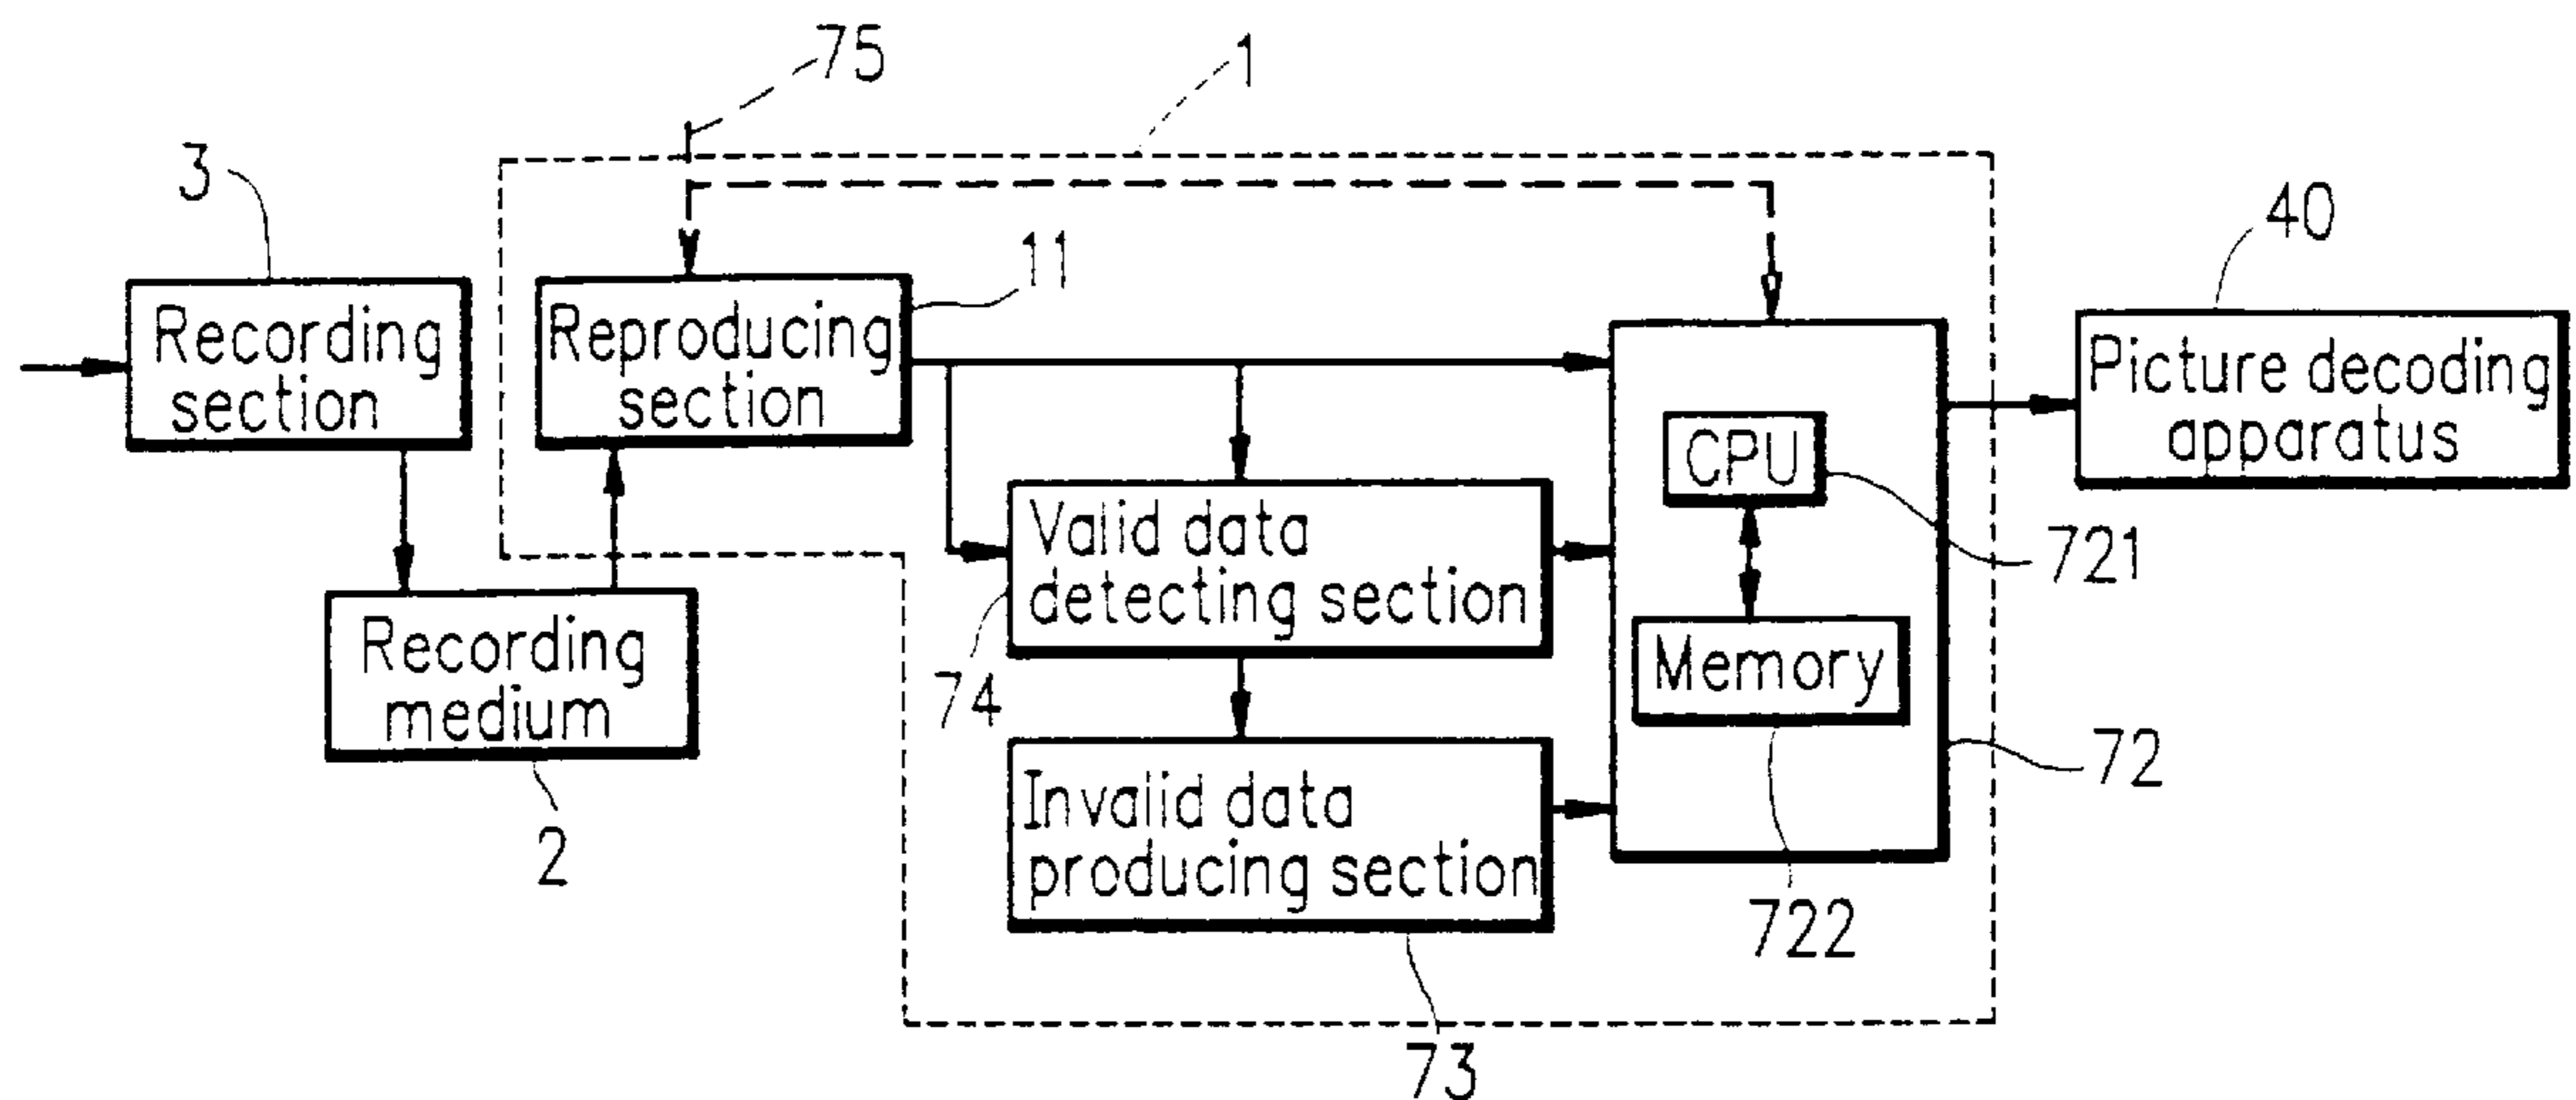 75
1
3
11
40
Recording
section
Reproducing
section
Picture decoding
apparatus
CPU
721
Valid data
detecting section
74
Recording
medium
2
Memory
722
72
Invalid data
producing section
73